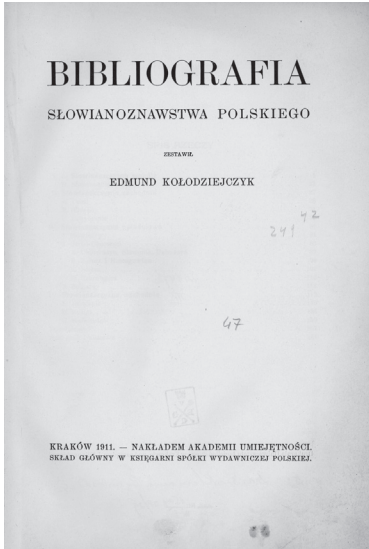 BIBLIOGRAFIA
SŁOWIANOZNAWSTWA POLSKIEGO
ZESTAWIŁ
EDMUND KOŁODZIEJCZYK
42
241
47
KRAKÓW 1911. — NAKŁADEM AKADEMII UMIEJĘTNOŚCI.
SKŁAD GŁÓWNY W KSIĘGARNI SPÓŁKI WYDAWNICZEJ POLSKIEJ.